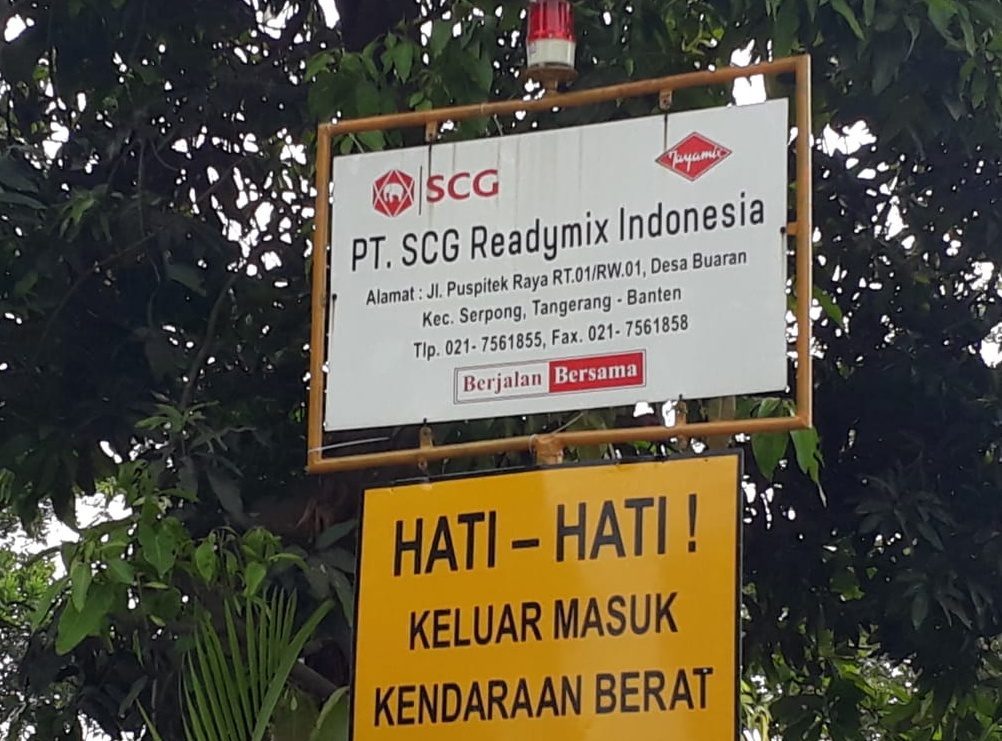 SCG
Jayamix
PT. SCG Readymix Indonesia
Alamat : Jl. Puspitek Raya RT.01/RW.01, Desa Buaran
Kec. Serpong, Tangerang - Banten
Tlp. 021- 7561855, Fax. 021- 7561858
Berjalan Bersama
HATI – HATI !
KELUAR MASUK
KENDARAAN BERAT